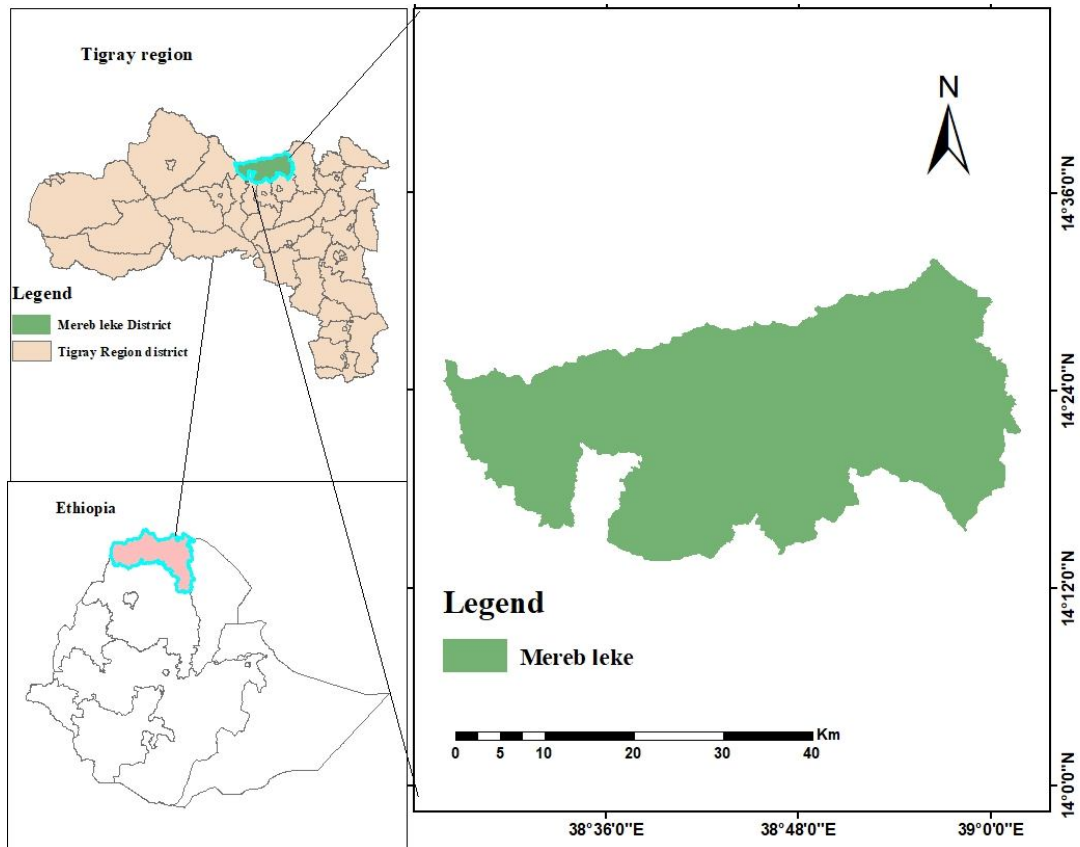 Tigray region
Legend
Mereb leke District
Tigray Region district
Ethiopia
N
14°36'0"N
14°24'0"N
14°12'0"N
14°0'0"N
Legend
Mereb leke
Km
0 5 10 20 30 40
38°36'0"E 38°48'0"E 39°0'0"E